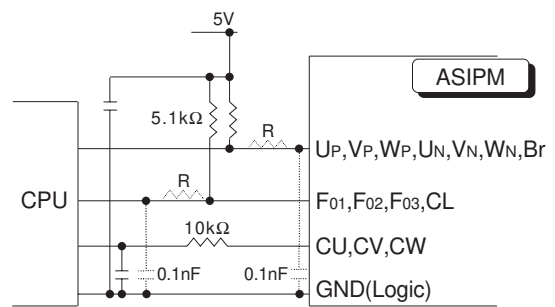 5V
ASIPM
5.1kΩ
R
UP,VP,WP,UN,VN,WN,Br
CPU
R
F01,F02,F03,CL
10kΩ
CU,CV,CW
0.1nF
0.1nF
GND(Logic)